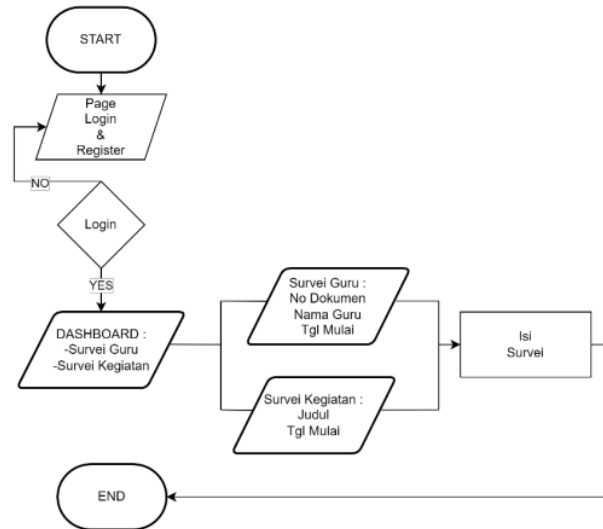 START
Page
Login
&
Register
NO
Login
YES
DASHBOARD :
-Survei Guru
-Survei Kegiatan
Survei Guru :
No Dokumen
Nama Guru
Tgl Mulai
Survei Kegiatan :
Judul
Tgl Mulai
Isi
Survei
END